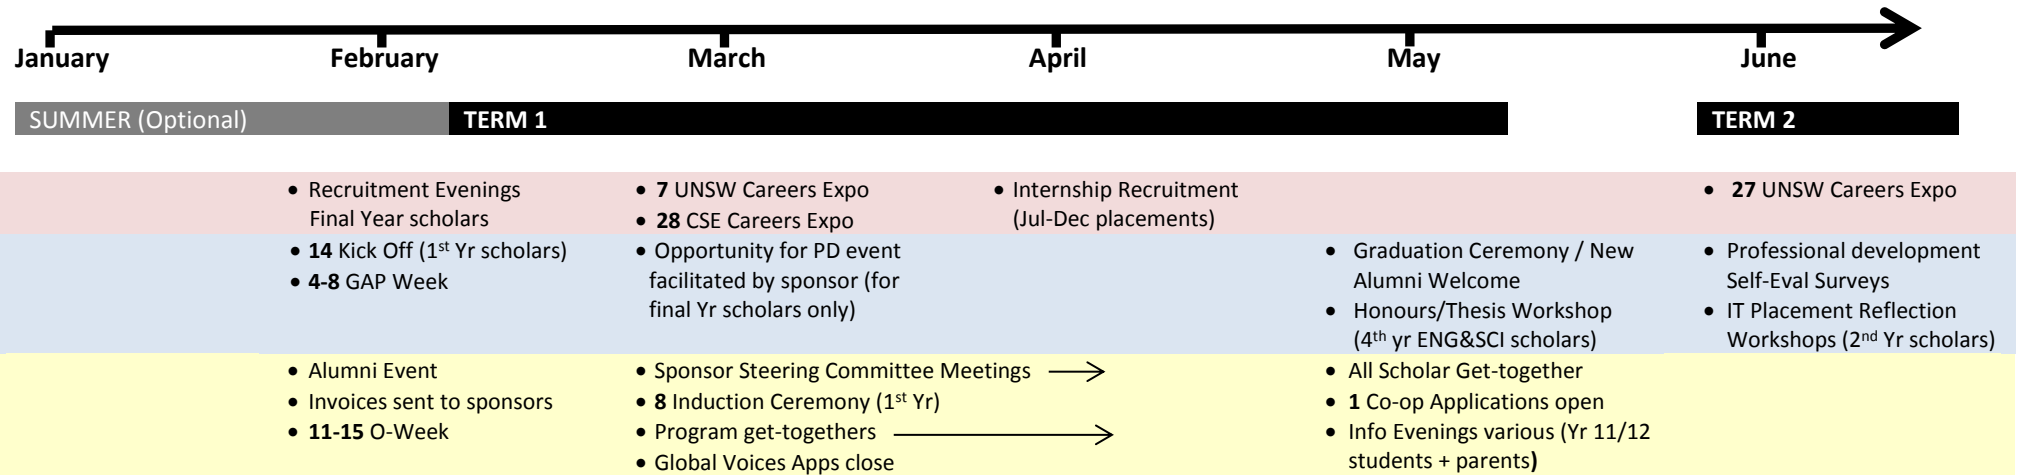 January February March April May June
SUMMER (Optional) TERM 1 TERM 2
• Recruitment Evenings
Final Year scholars
• 7 UNSW Careers Expo
• 28 CSE Careers Expo
• Internship Recruitment
(Jul-Dec placements)
• 27 UNSW Careers Expo
• 14 Kick Off (1st Yr scholars)
• 4-8 GAP Week
• Opportunity for PD event
facilitated by sponsor (for
final Yr scholars only)
• Graduation Ceremony / New
Alumni Welcome
• Honours/Thesis Workshop
(4th yr ENG&SCI scholars)
• Professional development
Self-Eval Surveys
• IT Placement Reflection
Workshops (2nd Yr scholars)
• Alumni Event
• Invoices sent to sponsors
• 11-15 O-Week
• Sponsor Steering Committee Meetings
• 8 Induction Ceremony (1st Yr)
• Program get-togethers
• Global Voices Apps close
• All Scholar Get-together
• 1 Co-op Applications open
• Info Evenings various (Yr 11/12
students + parents)